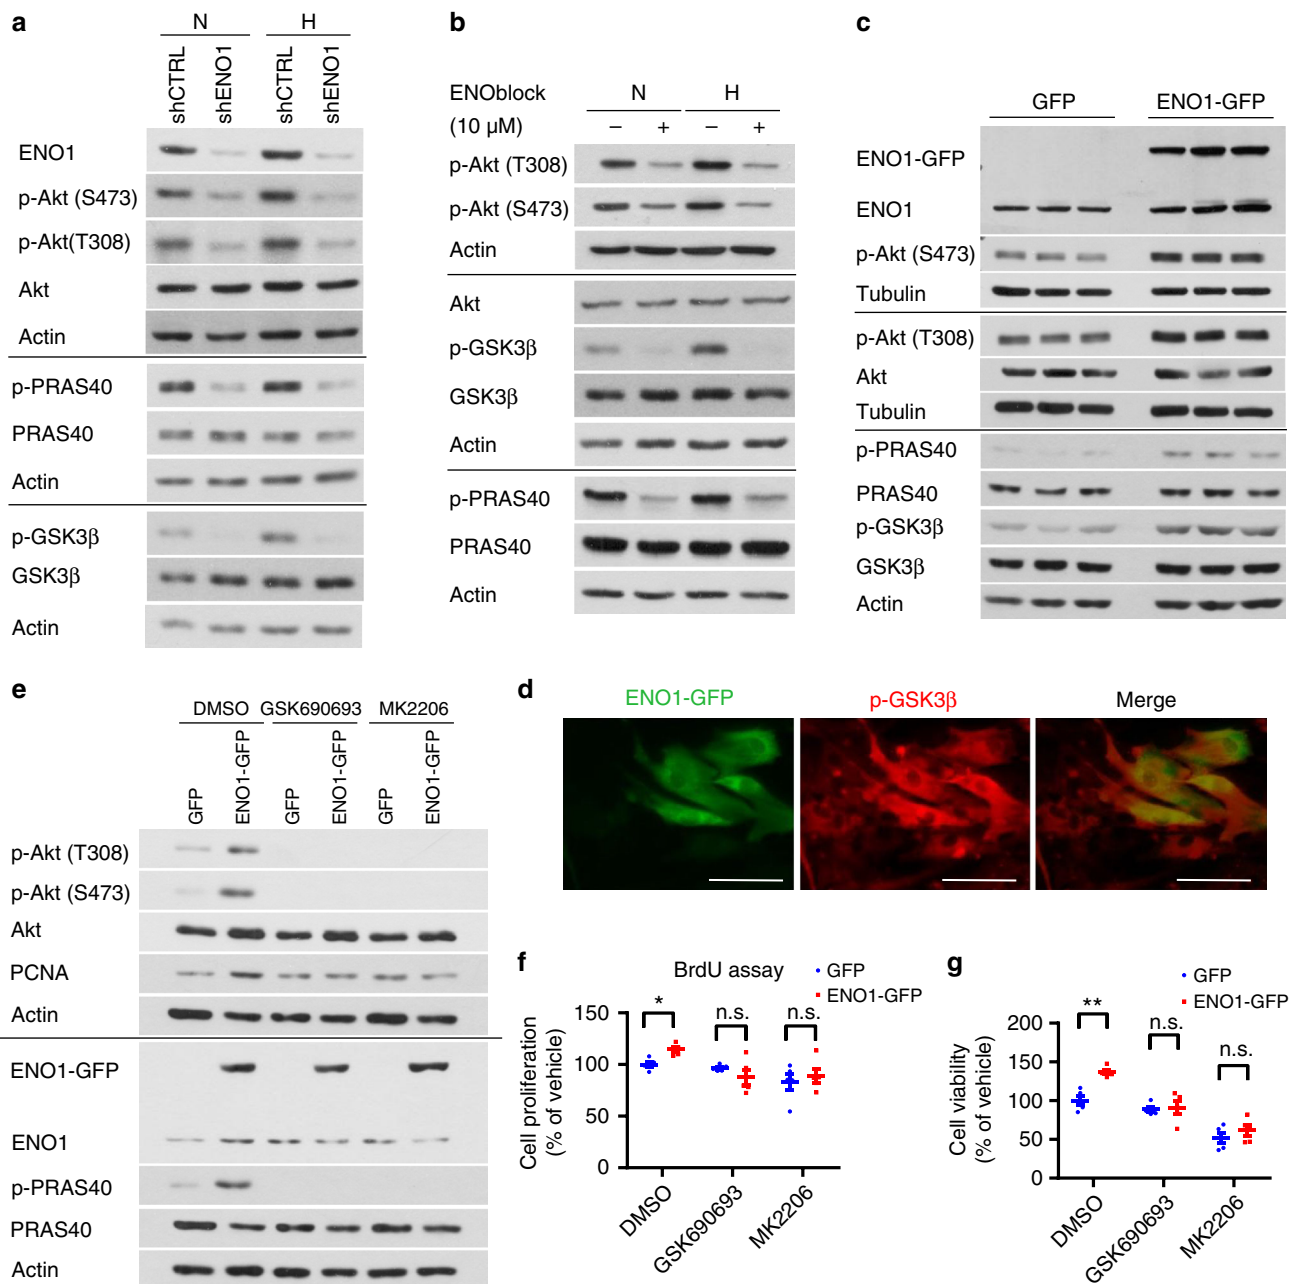 a
N H
shCTRL shENO1 shCTRL shENO1
ENO1
p-Akt (S473)
p-Akt(T308)
Akt
Actin
p-PRAS40
PRAS40
Actin
p-GSK3β
GSK3β
Actin
b
ENOblock N H
(10 µM) – + – +
p-Akt (T308)
p-Akt (S473)
Actin
Akt
p-GSK3β
GSK3β
Actin
p-PRAS40
PRAS40
Actin
c
GFP ENO1-GFP
ENO1-GFP
ENO1
p-Akt (S473)
Tubulin
p-Akt (T308)
Akt
Tubulin
p-PRAS40
PRAS40
p-GSK3β
GSK3β
Actin
e
DMSO GSK690693 MK2206
GFP ENO1-GFP GFP ENO1-GFP GFP ENO1-GFP
p-Akt (T308)
p-Akt (S473)
Akt
PCNA
Actin
ENO1-GFP
ENO1
p-PRAS40
PRAS40
Actin
d
ENO1-GFP p-GSK3β Merge
f
BrdU assay
GFP
ENO1-GFP
* n.s. n.s.
Cell proliferation
(% of vehicle)
150
100
50
0
DMSO GSK690693 MK2206
g
GFP
ENO1-GFP
** n.s. n.s.
Cell viability
(% of vehicle)
200
150
100
50
0
DMSO GSK690693 MK2206